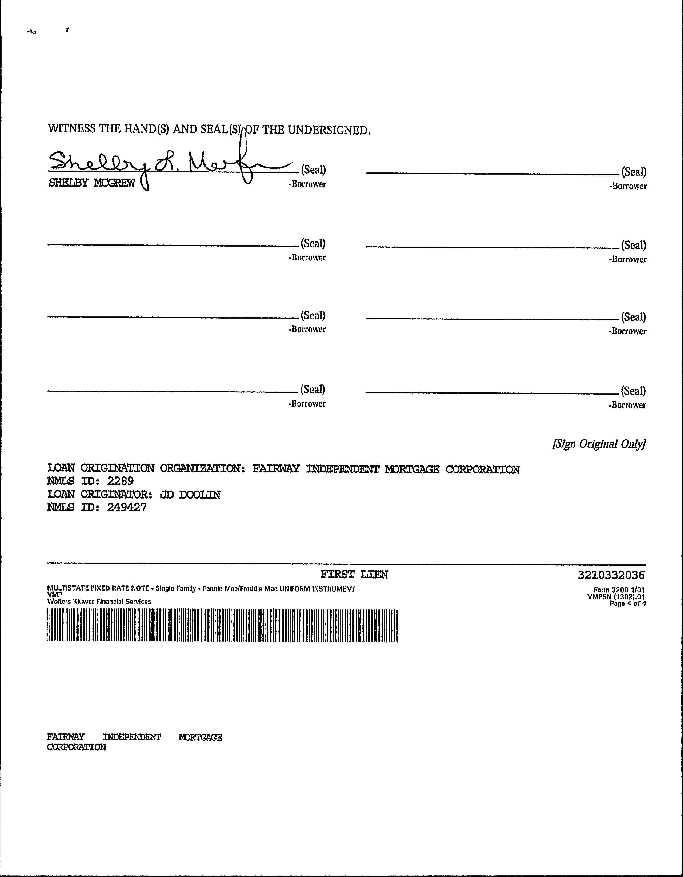 WITNESS THE HAND(S) AND SEAL(S) OF THE UNDERSIGNED.
(Seal) (Seal)
SHELBY MCGREW -Borrower -Borrower
(Seal) (Seal)
-Borrower -Borrower
(Seal) (Seal)
-Borrower -Borrower
(Seal) (Seal)
-Borrower -Borrower
[Sign Original Only]
LOAN ORIGINATION ORGANIZATION: FAIRWAY INDEPENDENT MORTGAGE CORPORATION
NMLS ID: 2289
LOAN ORIGINATOR: JD DOOLIN
NMLS ID: 249427
FIRST LIEN 3210332036
MULTISTATE FIXED RATE NOTE - Single Family - Fannie Mae/Freddie Mac UNIFORM INSTRUMENT Form 3200 1/01
VMP VMP5N (1302).01
Wolters Kluwer Financial Services Page 4 of 4
FAIRWAY INDEPENDENT MORTGAGE
CORPORATION